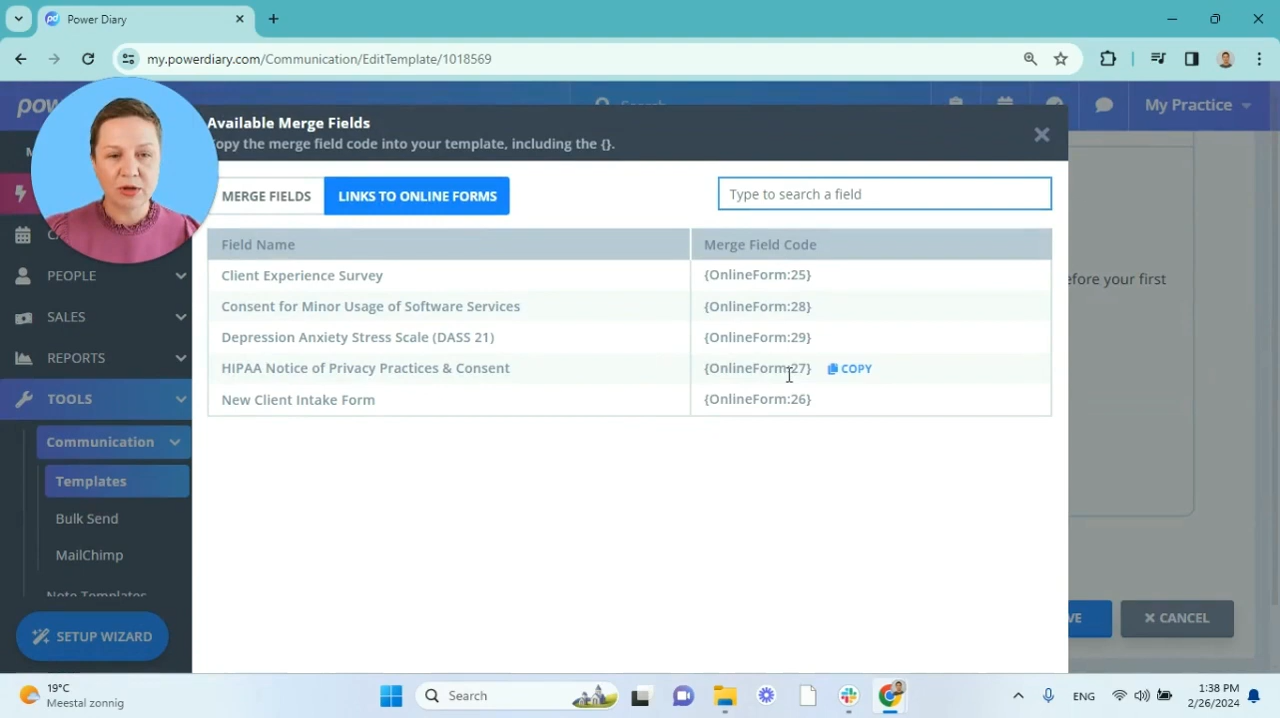 Power Diary
my.powerdiary.com/Communication/EditTemplate/1018569
pow
Search
My Practice
Available Merge Fields
opy the merge field code into your template, including the {}.
MERGE FIELDS
LINKS TO ONLINE FORMS
Type to search a field
Field Name
Merge Field Code
Client Experience Survey
{OnlineForm:25}
Consent for Minor Usage of Software Services
{OnlineForm:28}
Depression Anxiety Stress Scale (DASS 21)
{OnlineForm:29}
HIPAA Notice of Privacy Practices & Consent
{OnlineForm:27}
COPY
New Client Intake Form
{OnlineForm:26}
efore your first
PEOPLE
SALES
REPORTS
TOOLS
Communication
Templates
Bulk Send
MailChimp
Note Templates
SETUP WIZARD
VE
CANCEL
19°C
Meestal zonnig
Search
ENG
1:38 PM
2/26/2024